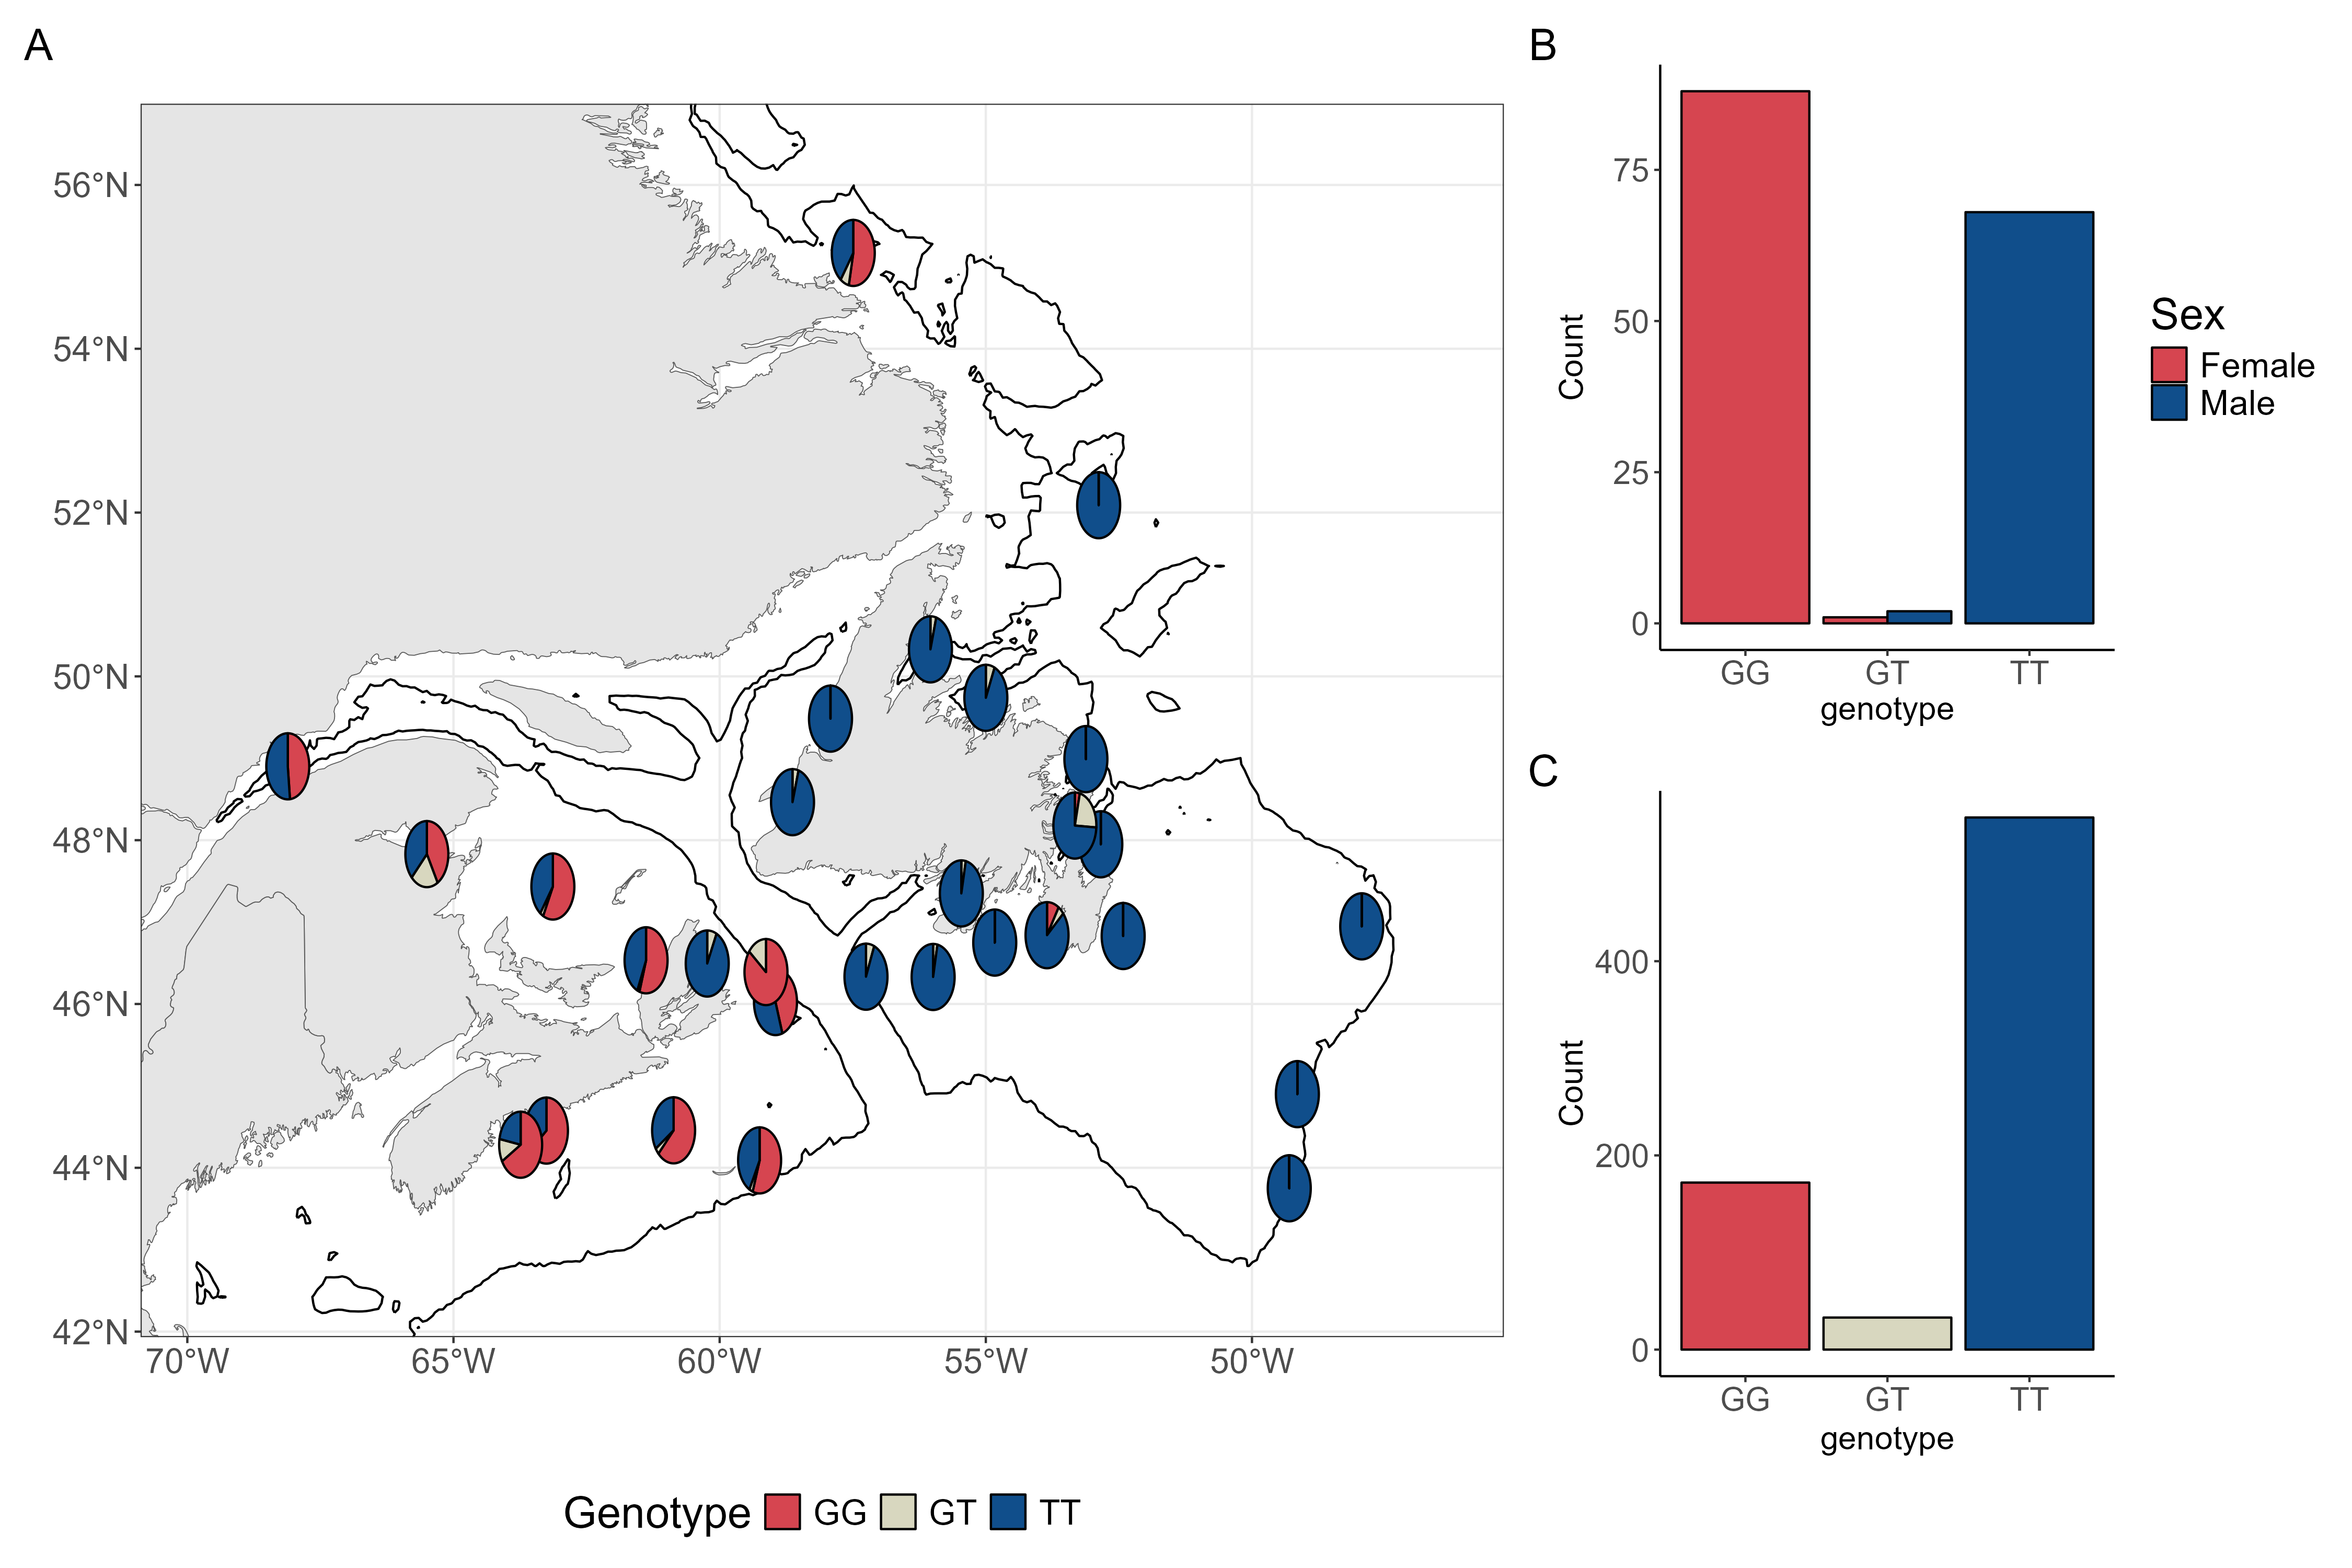 A
56°N
54°N
52°N
50°N
48°N
46°N
44°N
42°N
70°W 65°W 60°W 55°W 50°W
Genotype GG GT TT
B
Count
75
50
25
0
GG GT TT
genotype
Sex
Female
Male
C
Count
400
200
0
GG GT TT
genotype